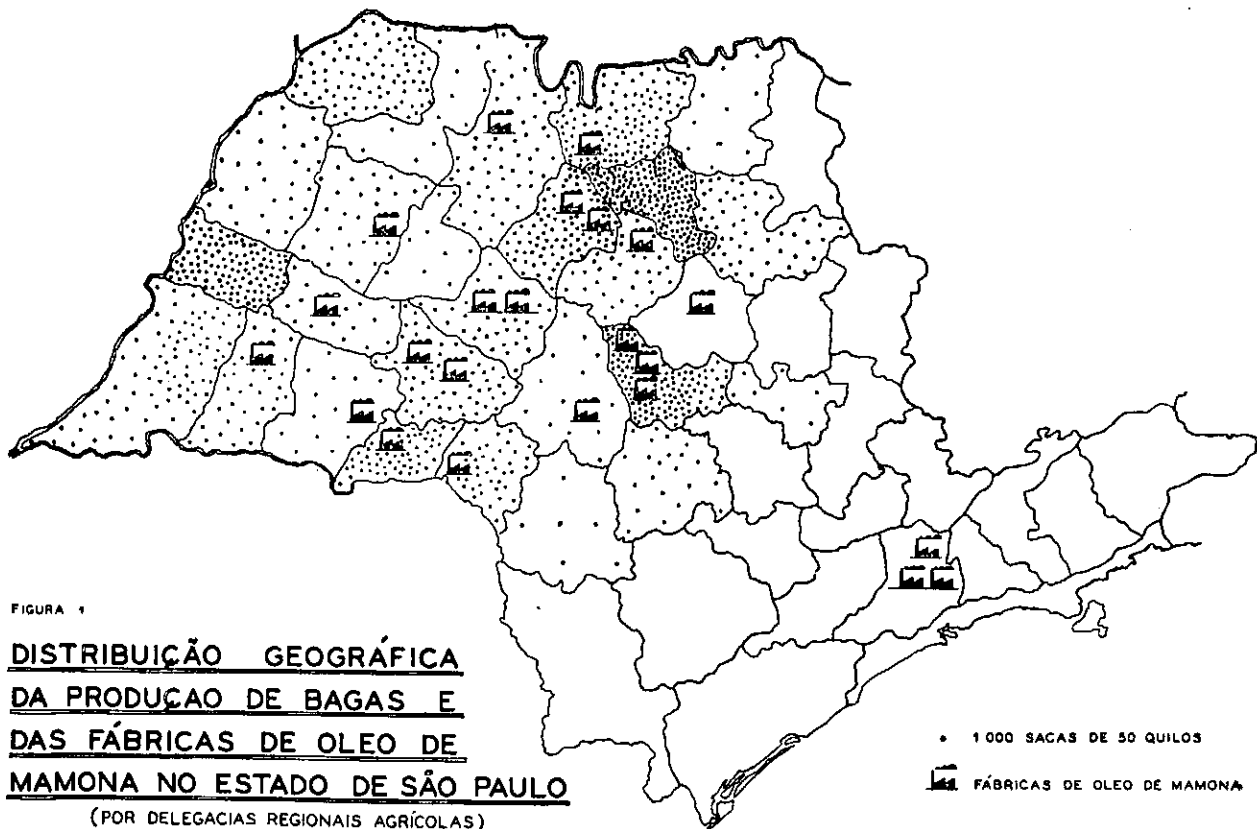 FIGURA 1
DISTRIBUIÇÃO GEOGRÁFICA
DA PRODUÇAO DE BAGAS E
DAS FÁBRICAS DE OLEO DE
MAMONA NO ESTADO DE SÃO PAULO
(POR DELEGACIAS REGIONAIS AGRÍCOLAS)
1 000 SACAS DE 50 QUILOS
FÁBRICAS DE OLEO DE MAMONA